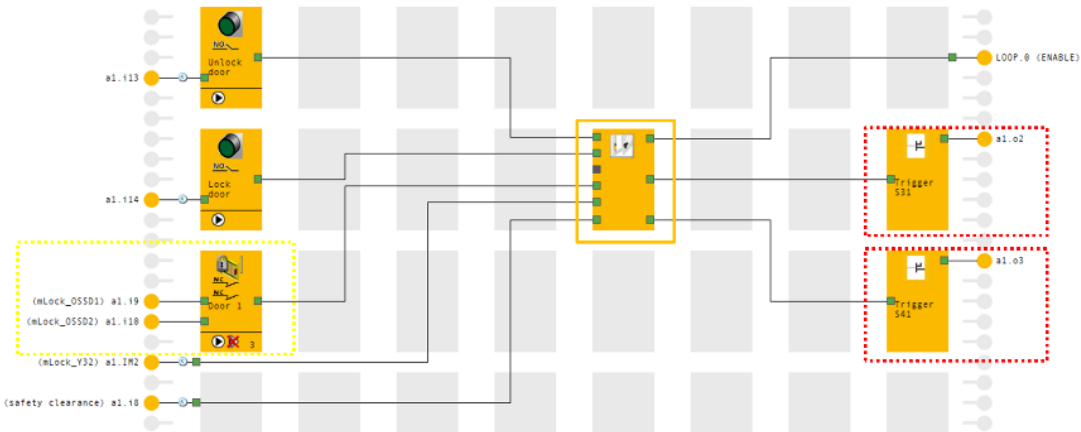 NO
Unlock
door
a1.i13
LOOP.0 (ENABLE)
NO
Lock
door
a1.i14
a1.o2
Trigger
S31
NC
NC
Door 1
3
(mLock_OSSD1) a1.i9
(mLock_OSSD2) a1.i10
(mLock_Y32) a1.IM2
(safety clearance) a1.i8
a1.o3
Trigger
S41